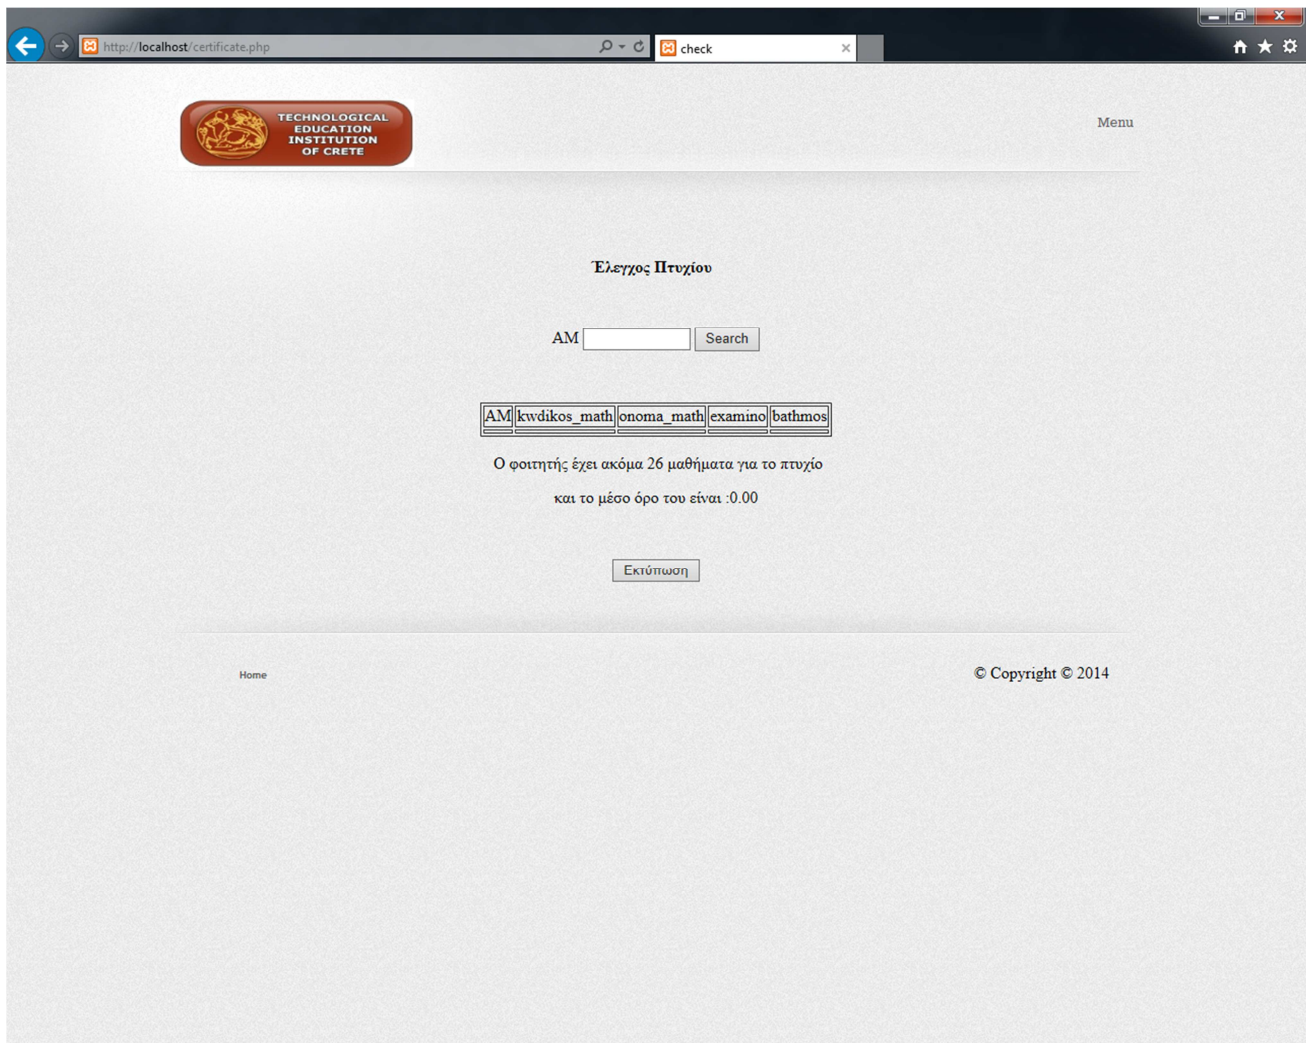 http://localhost/certificate.php
check
TECHNOLOGICAL
EDUCATION
INSTITUTION
OF CRETE
Menu
Έλεγχος Πτυχίου
AM
Search
AM kwdikos_math onoma_math examino bathmos
Ο φοιτητής έχει ακόμα 26 μαθήματα για το πτυχίο
και το μέσο όρο του είναι :0.00
Εκτύπωση
Home
© Copyright © 2014